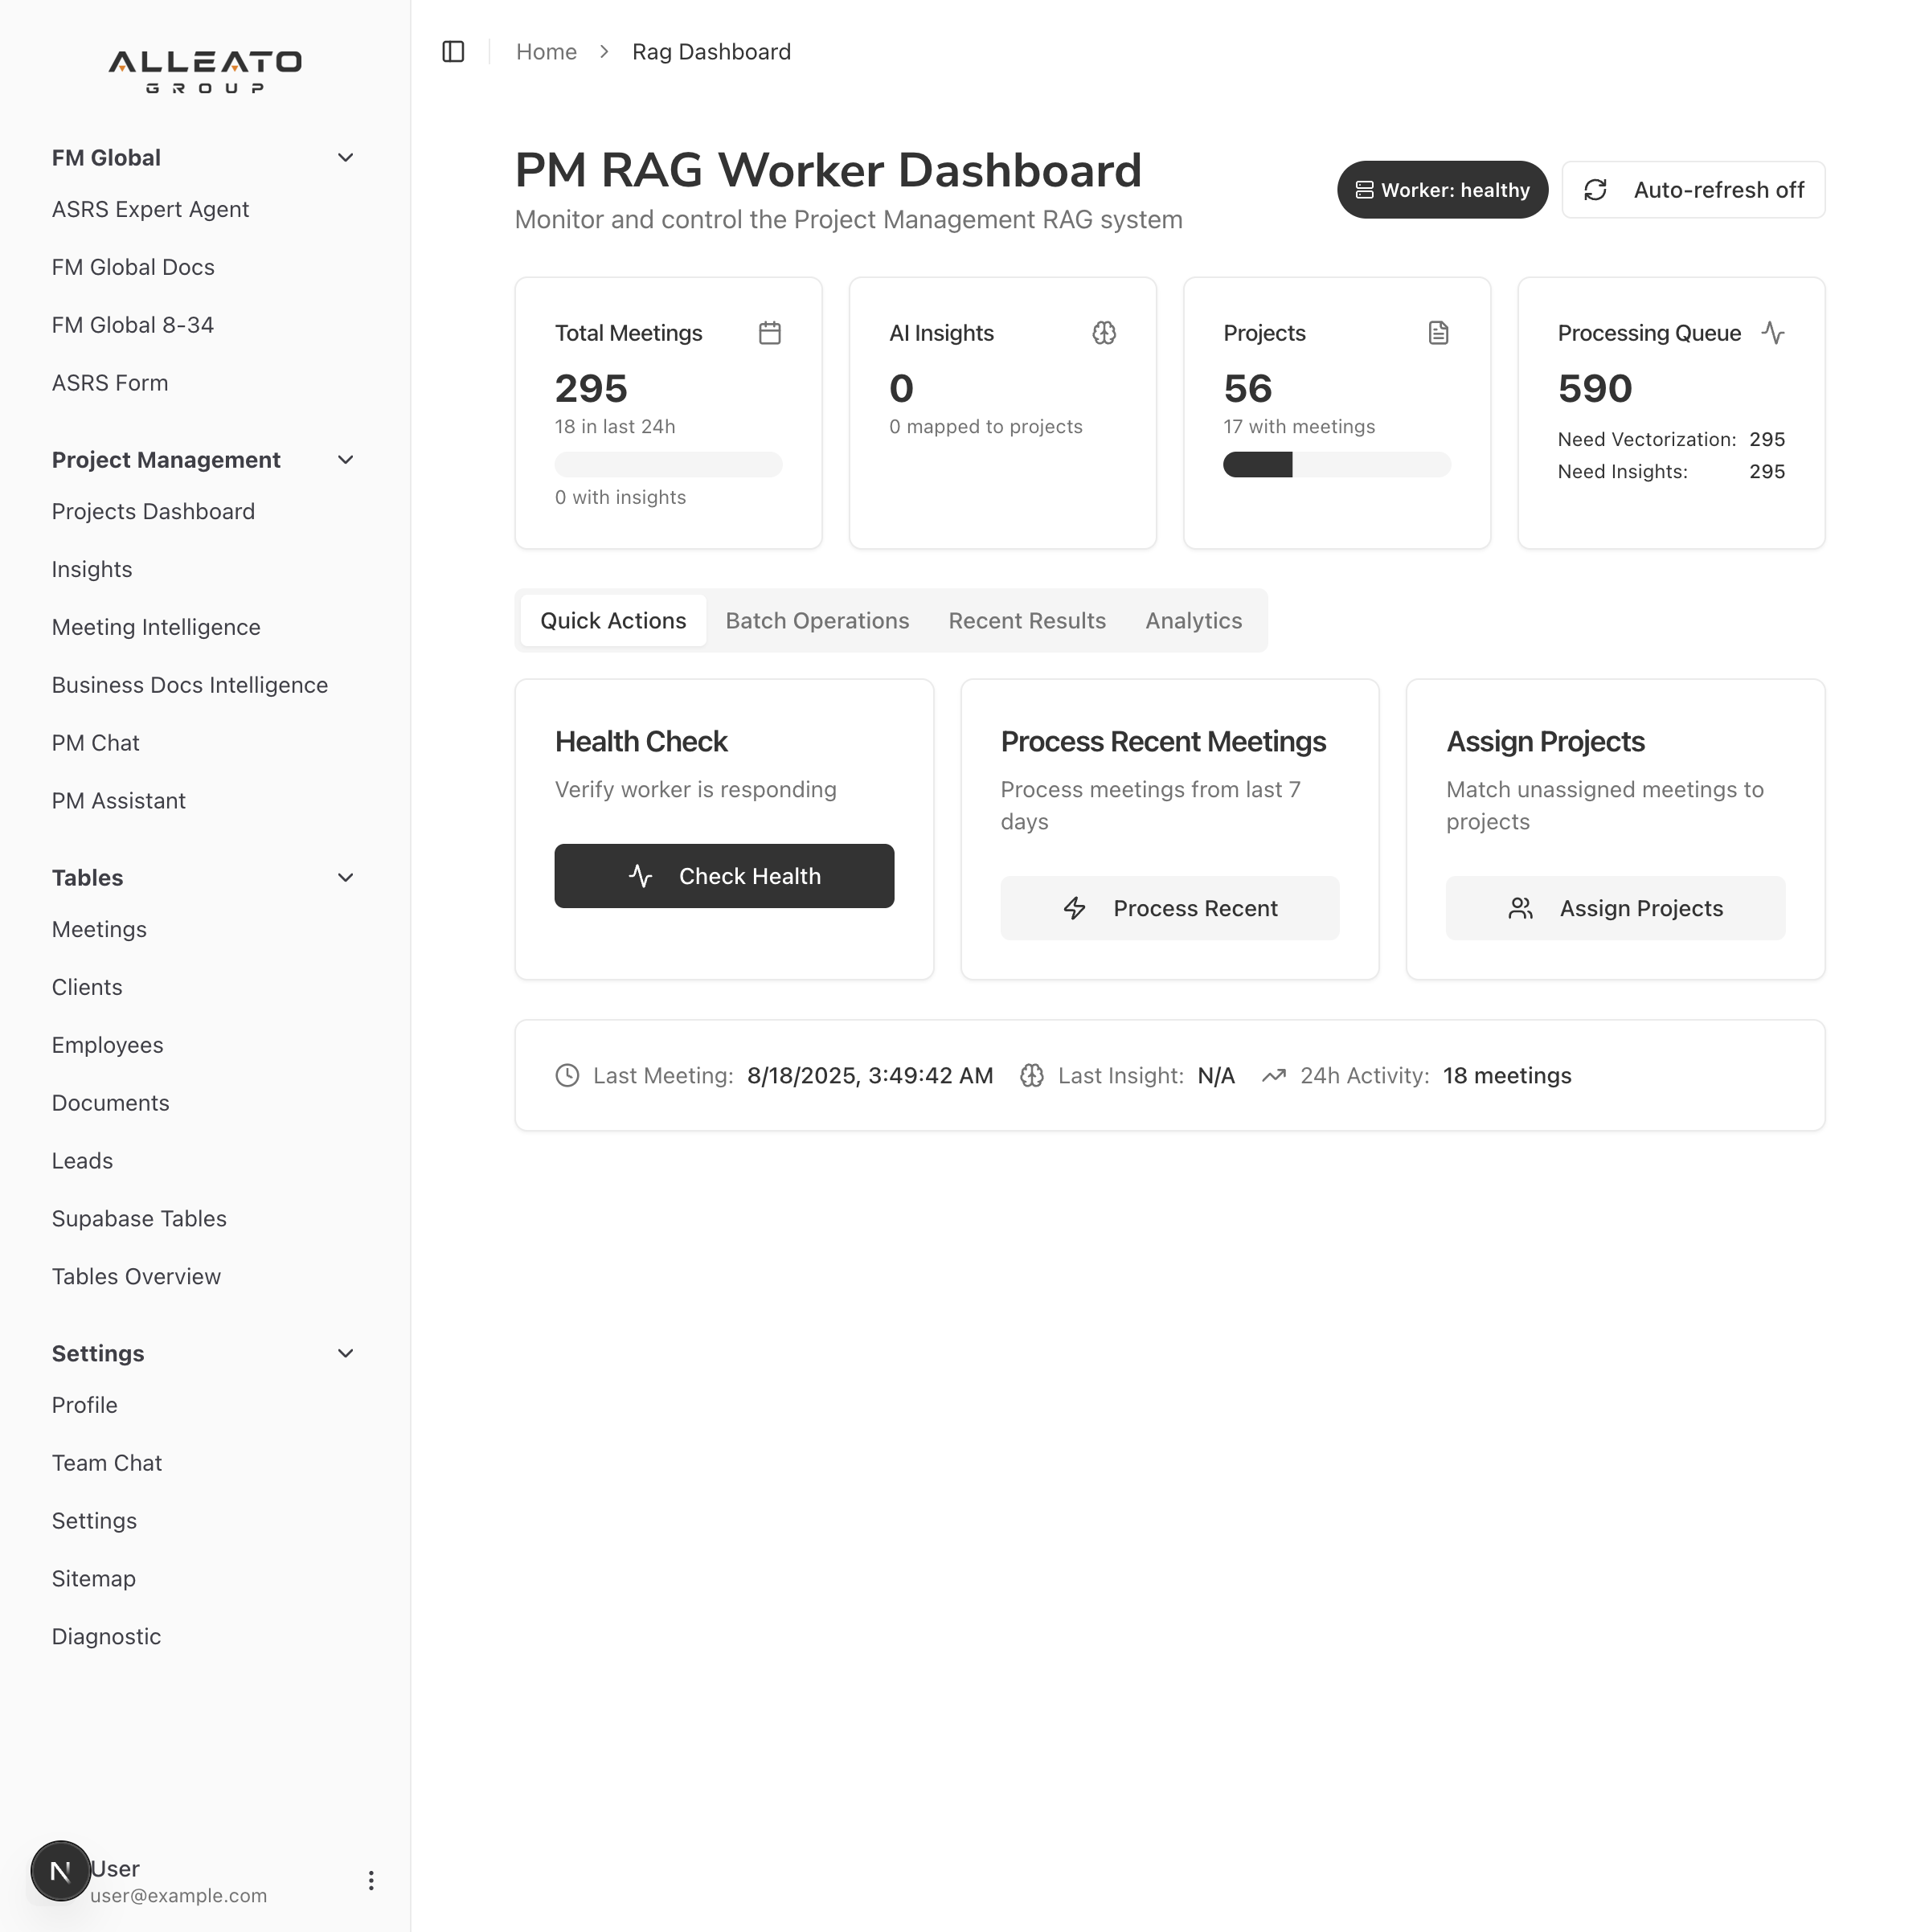 ALLEATO
GROUP
FM Global
ASRS Expert Agent
FM Global Docs
FM Global 8-34
ASRS Form
Project Management
Projects Dashboard
Insights
Meeting Intelligence
Business Docs Intelligence
PM Chat
PM Assistant
Tables
Meetings
Clients
Employees
Documents
Leads
Supabase Tables
Tables Overview
Settings
Profile
Team Chat
Settings
Sitemap
Diagnostic
N
User
user@example.com
Home > Rag Dashboard
PM RAG Worker Dashboard
Monitor and control the Project Management RAG system
Worker: healthy
Auto-refresh off
Total Meetings
295
18 in last 24h
0 with insights
AI Insights
0
0 mapped to projects
Projects
56
17 with meetings
Processing Queue
590
Need Vectorization: 295
Need Insights: 295
Quick Actions Batch Operations Recent Results Analytics
Health Check
Verify worker is responding
Check Health
Process Recent Meetings
Process meetings from last 7
days
Process Recent
Assign Projects
Match unassigned meetings to
projects
Assign Projects
Last Meeting: 8/18/2025, 3:49:42 AM Last Insight: N/A 24h Activity: 18 meetings